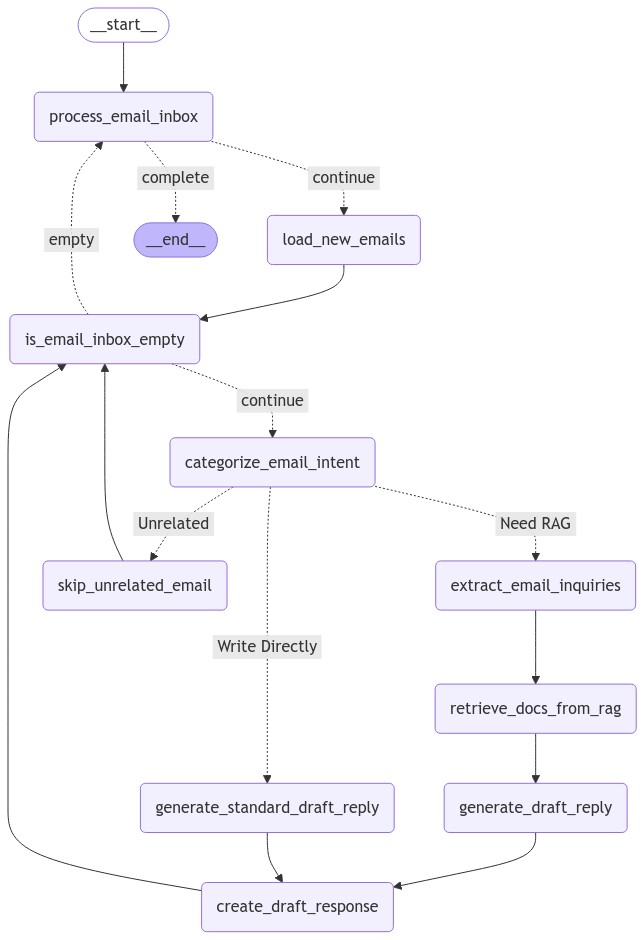 __start__
process_email_inbox
complete
continue
empty
__end__
load_new_emails
is_email_inbox_empty
continue
categorize_email_intent
Unrelated
Need RAG
skip_unrelated_email
extract_email_inquiries
Write Directly
retrieve_docs_from_rag
generate_standard_draft_reply
generate_draft_reply
create_draft_response